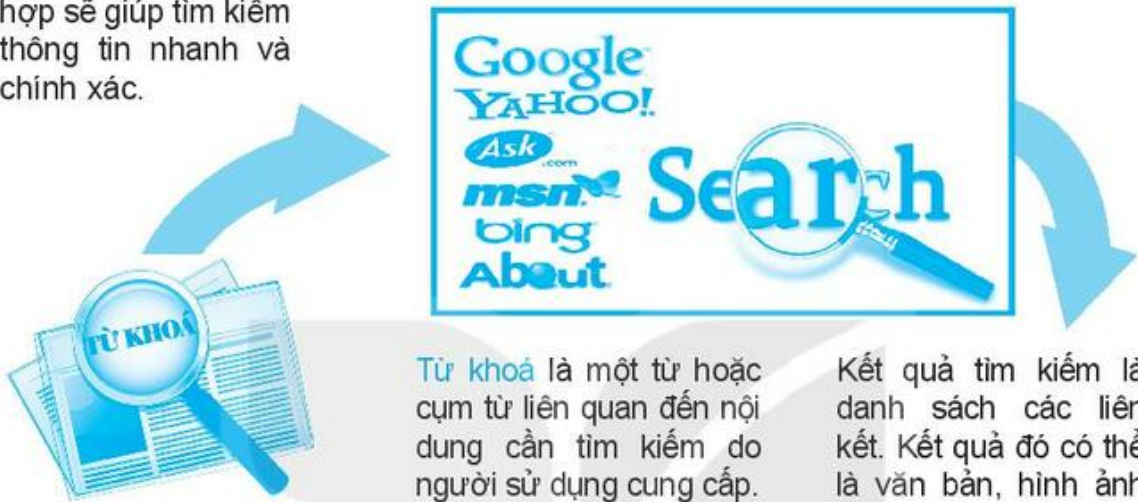 hợp sẽ giúp tìm kiếm
thông tin nhanh và
chính xác.
Google
YAHOO!
Ask.com
msn
bing
About
Search
TỪ KHOÁ
Từ khoá là một từ hoặc
cụm từ liên quan đến nội
dung cần tìm kiếm do
người sử dụng cung cấp.
Kết quả tìm kiếm là
danh sách các liên
kết. Kết quả đó có thể
là văn bản, hình ảnh